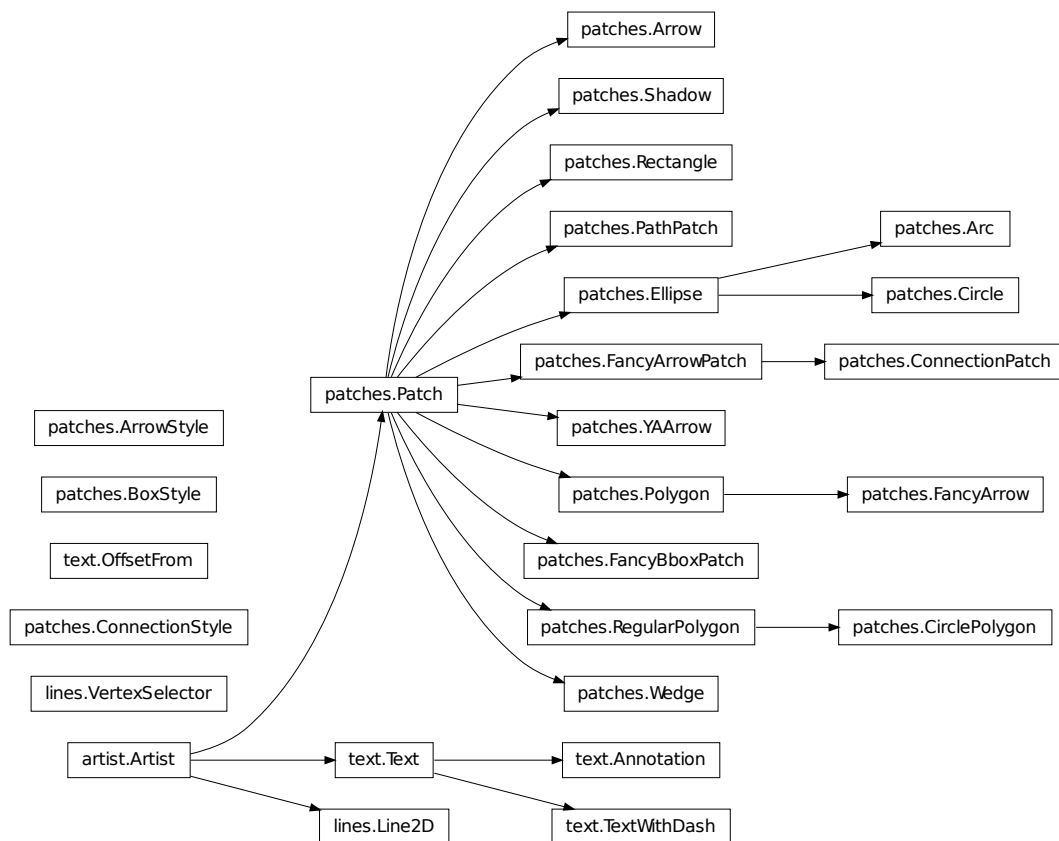 patches.Arrow
patches.Shadow
patches.Rectangle
patches.PathPatch
patches.Arc
patches.Ellipse
patches.Circle
patches.FancyArrowPatch
patches.ConnectionPatch
patches.Patch
patches.ArrowStyle
patches.YAArrow
patches.BoxStyle
patches.Polygon
patches.FancyArrow
text.OffsetFrom
patches.FancyBboxPatch
patches.ConnectionStyle
patches.RegularPolygon
patches.CirclePolygon
lines.VertexSelector
patches.Wedge
artist.Artist
text.Text
text.Annotation
lines.Line2D
text.TextWithDash